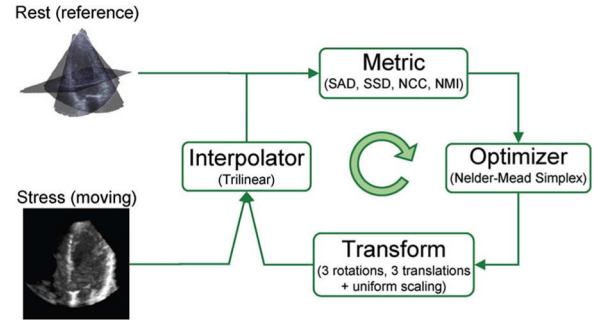 Rest (reference)
Metric
(SAD, SSD, NCC, NMI)
Interpolator
(Trilinear)
Optimizer
(Nelder-Mead Simplex)
Stress (moving)
Transform
(3 rotations, 3 translations
+ uniform scaling)